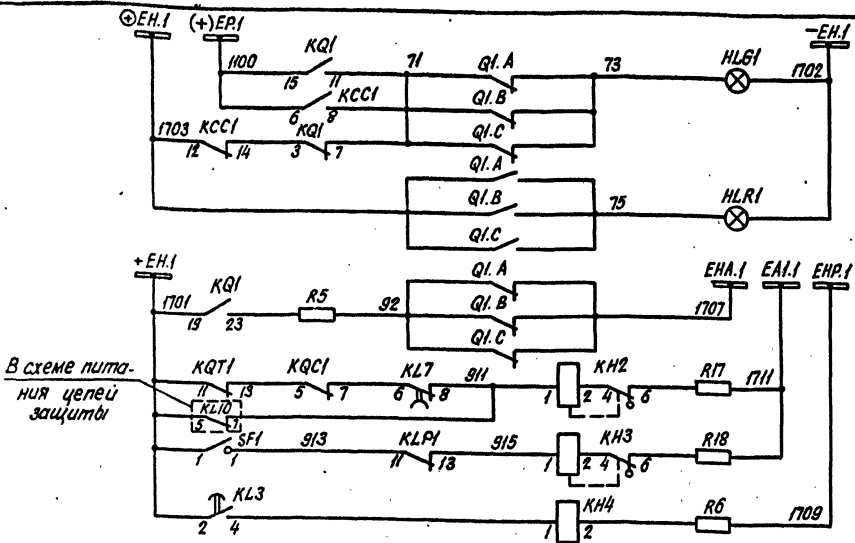 ⊕EH.1 (+)EP.1 -EH.1
1100 KQ1 71 Q1.A 73 HLG1 1702
15 11
Q1.B
6 KCC1 8
1703 KCC1 KQ1 Q1.C
12 14 3 7
Q1.A
Q1.B 75 HLR1
Q1.C
+EH.1 Q1.A EHA.1 EA1.1 EHP.1
1701 KQ1 R5 92 Q1.B 1707
19 23
Q1.C
В схеме пита-
ния цепей
защиты
KQT1 KQC1 KL7 911 KH2 R17 1711
11 13 5 7 6 8 1 2 4 6
KL10
5 7
SF1 913 KLP1 915 KH3 R18
1 1 11 13 1 2 4 6
KL3 KH4 R6 1709
2 4 1 2